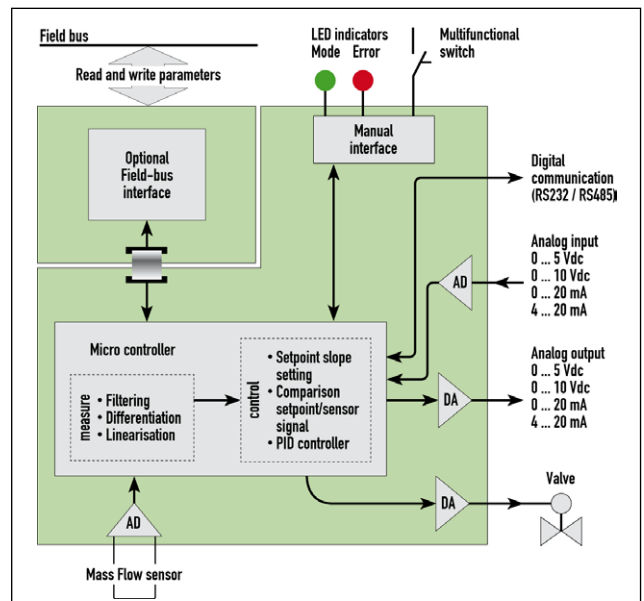 Field bus
Read and write parameters
LED indicators
Mode Error
Multifunctional
switch
Manual
interface
Optional
Field-bus
interface
Digital
communication
(RS232 / RS485)
Analog input
0 ... 5 Vdc
0 ... 10 Vdc
0 ... 20 mA
4 ... 20 mA
AD
Micro controller
measure
• Filtering
• Differentiation
• Linearisation
control
• Setpoint slope
setting
• Comparison
setpoint/sensor
signal
• PID controller
Analog output
0 ... 5 Vdc
0 ... 10 Vdc
0 ... 20 mA
4 ... 20 mA
DA
DA
Valve
AD
Mass Flow sensor